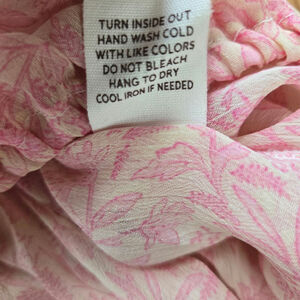 TURN INSIDE OUT
HAND WASH COLD
WITH LIKE COLORS
DO NOT BLEACH
HANG TO DRY
COOL IRON IF NEEDED